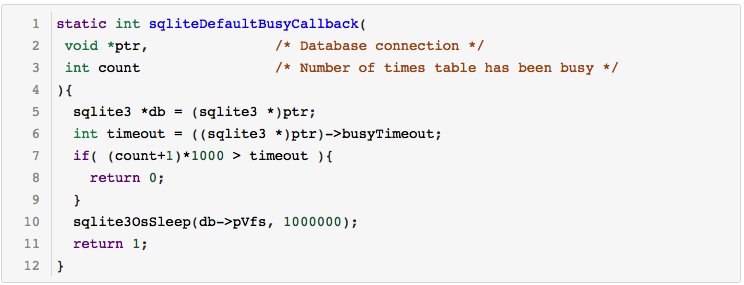 1 static int sqliteDefaultBusyCallback(
2 void *ptr, /* Database connection */
3 int count /* Number of times table has been busy */
4 ){
5 sqlite3 *db = (sqlite3 *)ptr;
6 int timeout = ((sqlite3 *)ptr)->busyTimeout;
7 if( (count+1)*1000 > timeout ){
8 return 0;
9 }
10 sqlite3OsSleep(db->pVfs, 1000000);
11 return 1;
12 }